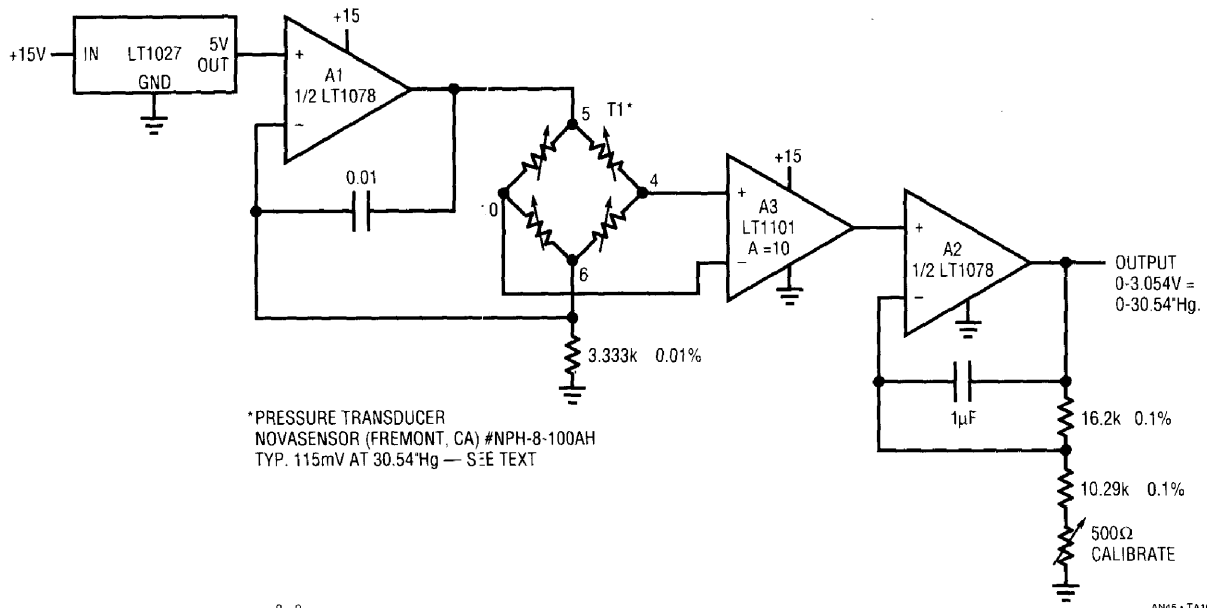 +15V
IN
LT1027
5V
OUT
GND
+15
+
A1
1/2 LT1078
−
0.01
5
T1*
4
10
6
3.333k 0.01%
+15
+
A3
LT1101
A =10
−
+
A2
1/2 LT1078
−
OUTPUT
0-3.054V =
0-30.54"Hg.
1µF
16.2k 0.1%
10.29k 0.1%
500Ω
CALIBRATE
*PRESSURE TRANSDUCER
NOVASENSOR (FREMONT, CA) #NPH-8-100AH
TYP. 115mV AT 30.54"Hg — SEE TEXT